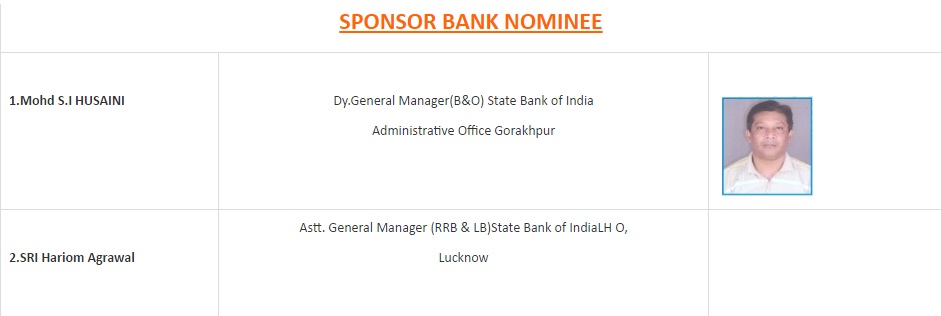 SPONSOR BANK NOMINEE
1.Mohd S.I HUSAINI
Dy.General Manager(B&O) State Bank of India
Administrative Office Gorakhpur
Astt. General Manager (RRB & LB)State Bank of IndiaLH O,
2.SRI Hariom Agrawal
Lucknow